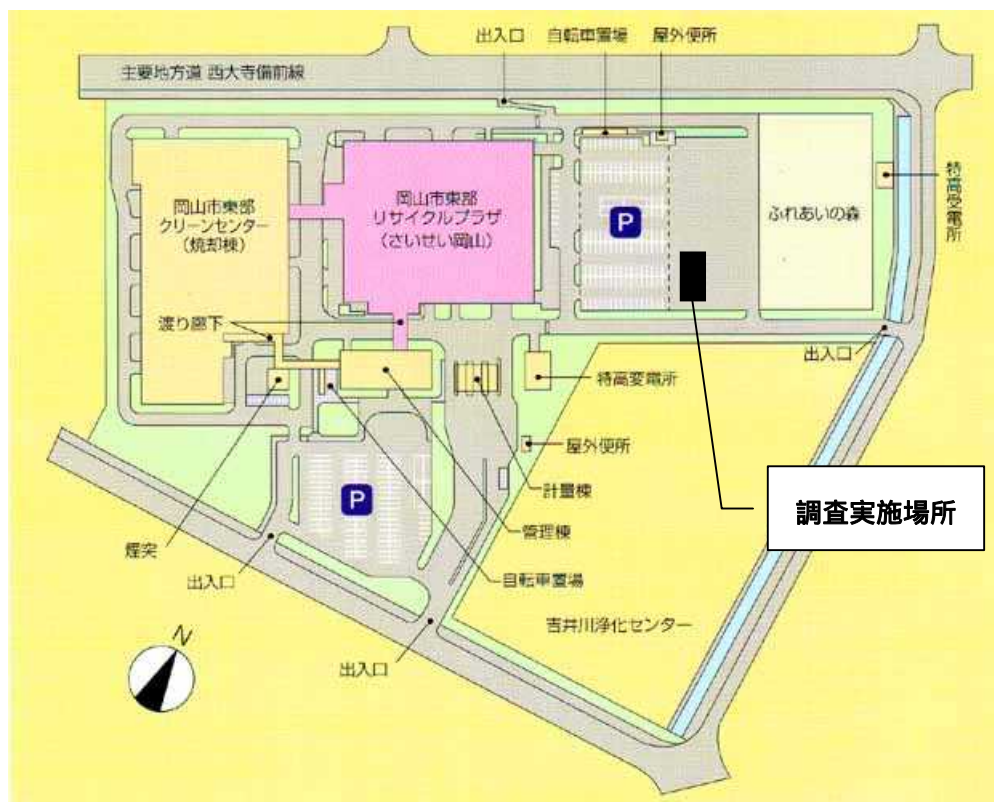 出入口
自転車置場
屋外便所
主要地方道 西大寺備前線
特高受電所
岡山市東部
クリーンセンター
(焼却棟)
岡山市東部
リサイクルプラザ
(さいせい岡山)
P
ふれあいの森
渡り廊下
出入口
特高変電所
屋外便所
計量棟
P
調査実施場所
管理棟
煙突
出入口
自転車置場
吉井川浄化センター
出入口
N